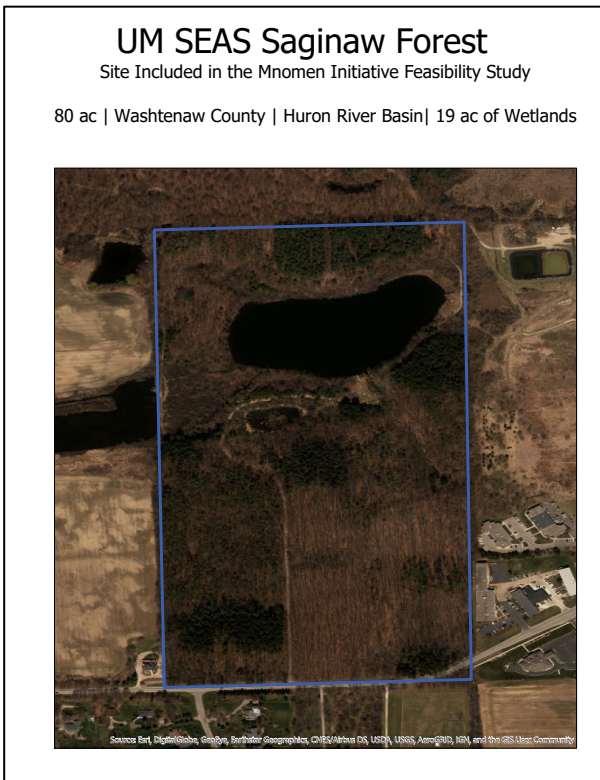 UM SEAS Saginaw Forest
Site Included in the Mnomen Initiative Feasibility Study
80 ac | Washtenaw County | Huron River Basin| 19 ac of Wetlands
Source: Esri, DigitalGlobe, GeoEye, Earthstar Geographics, CNES/Airbus DS, USDA, USGS, AeroGRID, IGN, and the GIS User Community